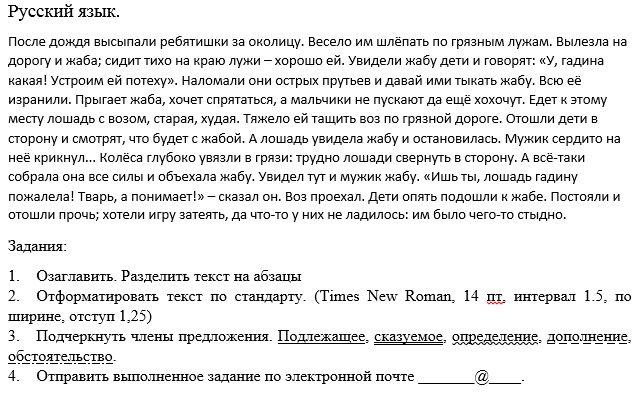 Русский язык.
После дождя высыпали ребятишки за околицу. Весело им шлёпать по грязным лужам. Вылезла на
дорогу и жаба; сидит тихо на краю лужи – хорошо ей. Увидели жабу дети и говорят: «У, гадина
какая! Устроим ей потеху». Наломали они острых прутьев и давай ими тыкать жабу. Всю её
изранили. Прыгает жаба, хочет спрятаться, а мальчики не пускают да ещё хохочут. Едет к этому
месту лошадь с возом, старая, худая. Тяжело ей тащить воз по грязной дороге. Отошли дети в
сторону и смотрят, что будет с жабой. А лошадь увидела жабу и остановилась. Мужик сердито на
неё крикнул... Колёса глубоко увязли в грязи: трудно лошади свернуть в сторону. А всё-таки
собрала она все силы и объехала жабу. Увидел тут и мужик жабу. «Ишь ты, лошадь гадину
пожалела! Тварь, а понимает!» – сказал он. Воз проехал. Дети опять подошли к жабе. Постояли и
отошли прочь; хотели игру затеять, да что-то у них не ладилось: им было чего-то стыдно.
Задания:
1. Озаглавить. Разделить текст на абзацы
2. Отформатировать текст по стандарту. (Times New Roman, 14 пт, интервал 1.5, по
ширине, отступ 1,25)
3. Подчеркнуть члены предложения. Подлежащее, сказуемое, определение, дополнение,
обстоятельство.
4. Отправить выполненное задание по электронной почте _______@____.